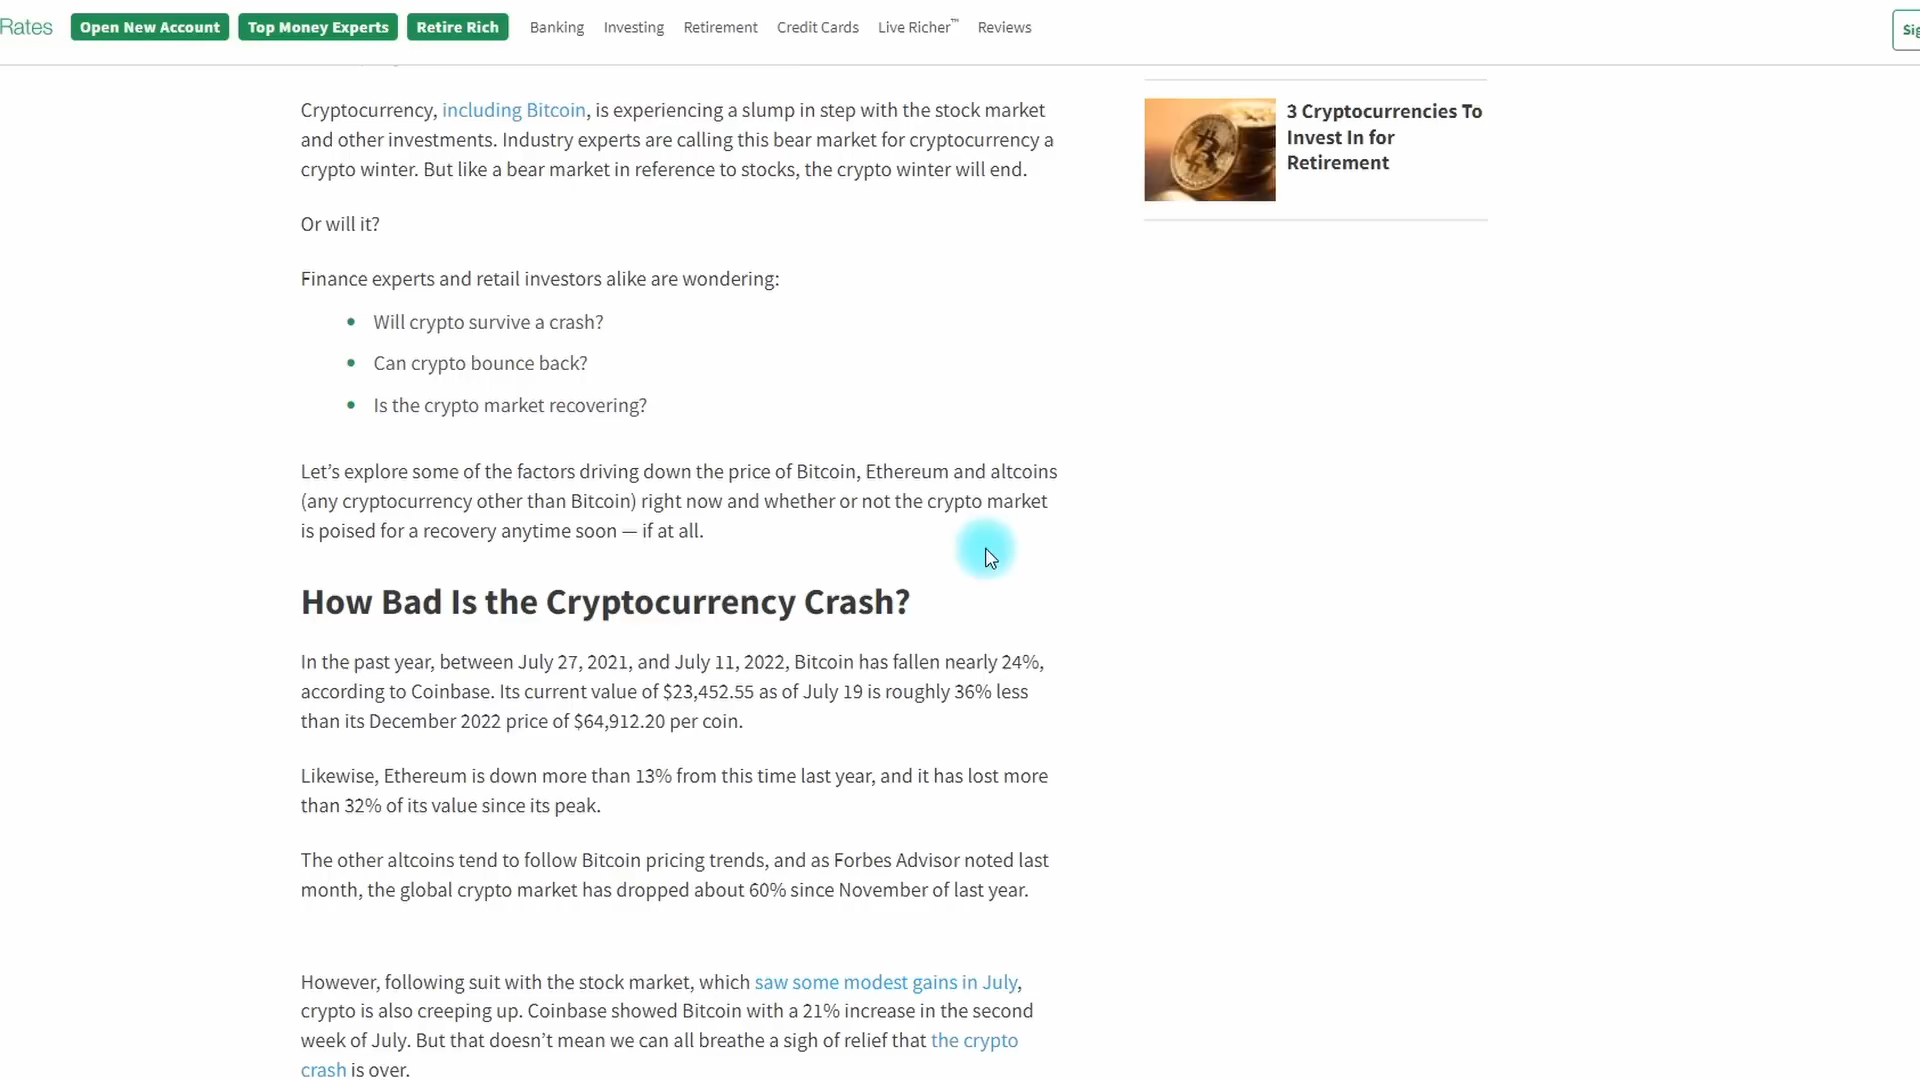 Rates
Open New Account
Top Money Experts
Retire Rich
Banking
Investing
Retirement
Credit Cards
Live Richer™
Reviews
Cryptocurrency, including Bitcoin, is experiencing a slump in step with the stock market
and other investments. Industry experts are calling this bear market for cryptocurrency a
crypto winter. But like a bear market in reference to stocks, the crypto winter will end.
Or will it?
Finance experts and retail investors alike are wondering:
• Will crypto survive a crash?
• Can crypto bounce back?
• Is the crypto market recovering?
Let’s explore some of the factors driving down the price of Bitcoin, Ethereum and altcoins
(any cryptocurrency other than Bitcoin) right now and whether or not the crypto market
is poised for a recovery anytime soon — if at all.
How Bad Is the Cryptocurrency Crash?
In the past year, between July 27, 2021, and July 11, 2022, Bitcoin has fallen nearly 24%,
according to Coinbase. Its current value of $23,452.55 as of July 19 is roughly 36% less
than its December 2022 price of $64,912.20 per coin.
Likewise, Ethereum is down more than 13% from this time last year, and it has lost more
than 32% of its value since its peak.
The other altcoins tend to follow Bitcoin pricing trends, and as Forbes Advisor noted last
month, the global crypto market has dropped about 60% since November of last year.
However, following suit with the stock market, which saw some modest gains in July,
crypto is also creeping up. Coinbase showed Bitcoin with a 21% increase in the second
week of July. But that doesn’t mean we can all breathe a sigh of relief that the crypto
crash is over.
3 Cryptocurrencies To
Invest In for
Retirement